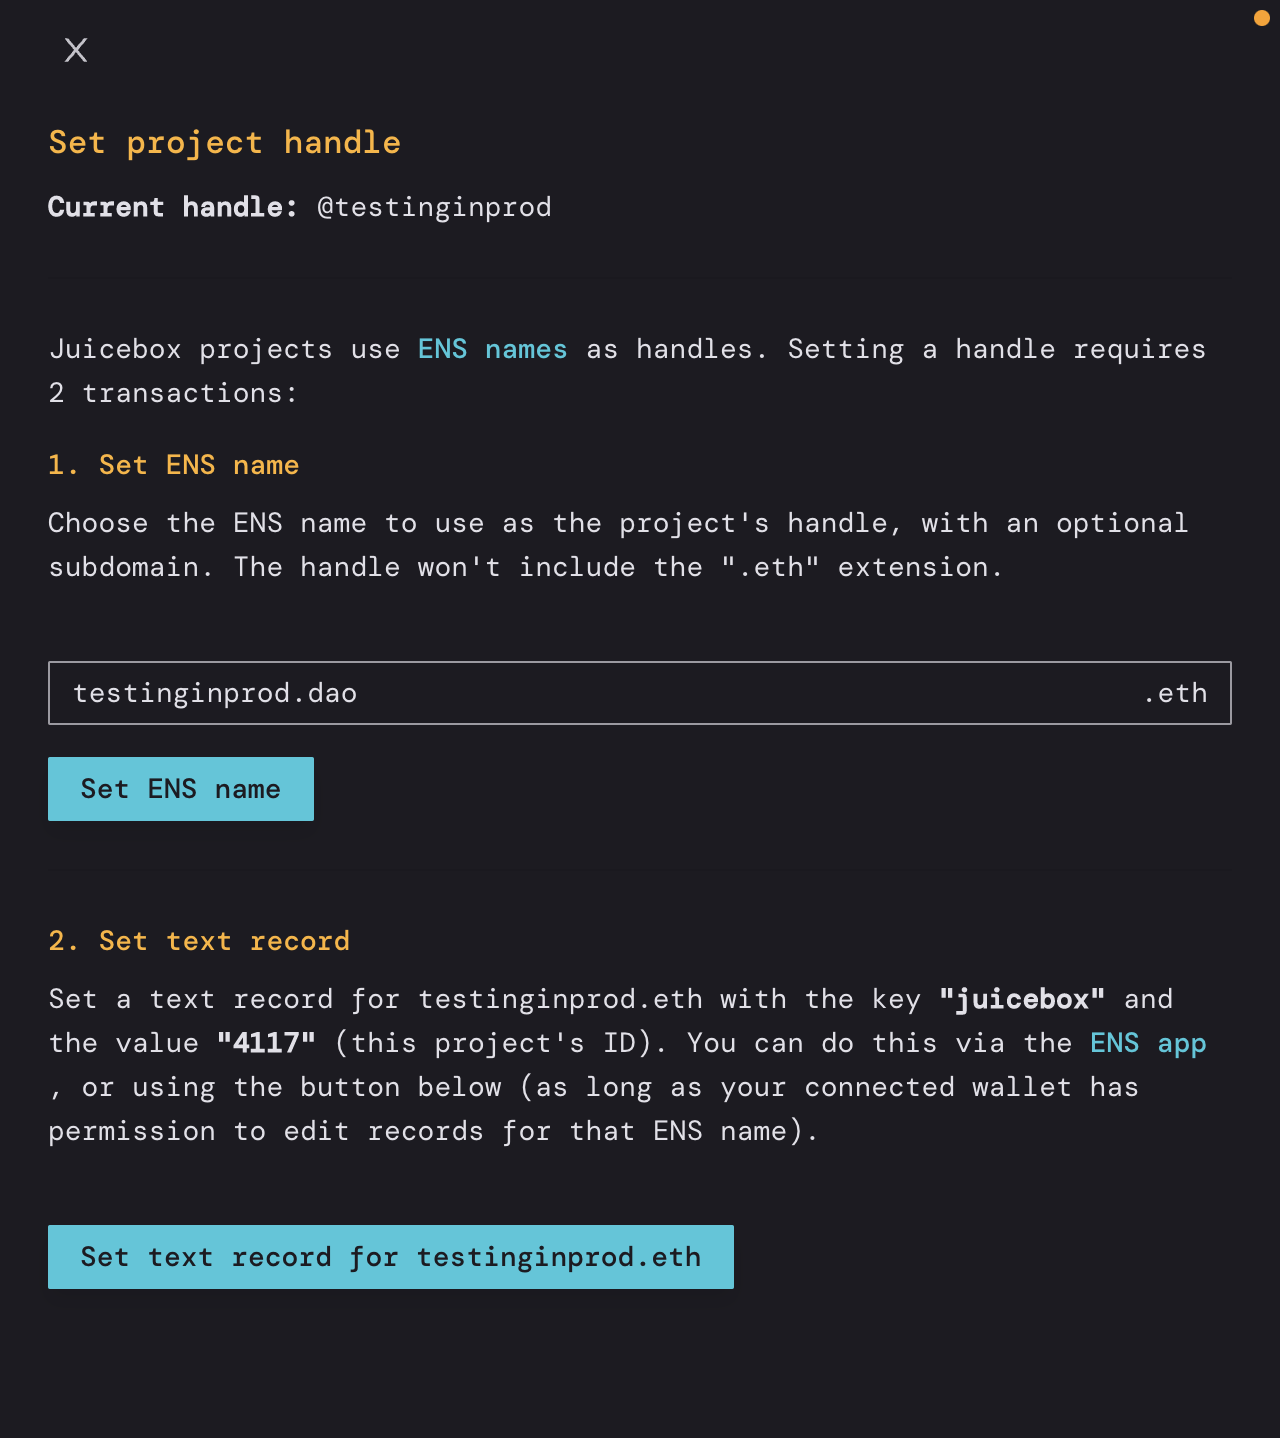 X
Set project handle
Current handle: @testinginprod
Juicebox projects use ENS names as handles. Setting a handle requires
2 transactions:
1. Set ENS name
Choose the ENS name to use as the project's handle, with an optional
subdomain. The handle won't include the ".eth" extension.
testinginprod.dao .eth
Set ENS name
2. Set text record
Set a text record for testinginprod.eth with the key "juicebox" and
the value "4117" (this project's ID). You can do this via the ENS app
, or using the button below (as long as your connected wallet has
permission to edit records for that ENS name).
Set text record for testinginprod.eth